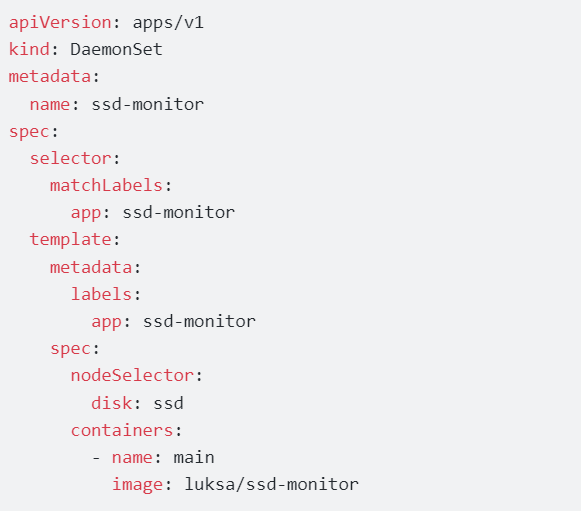 apiVersion: apps/v1
kind: DaemonSet
metadata:
  name: ssd-monitor
spec:
  selector:
    matchLabels:
      app: ssd-monitor
  template:
    metadata:
      labels:
        app: ssd-monitor
    spec:
      nodeSelector:
        disk: ssd
      containers:
        - name: main
          image: luksa/ssd-monitor